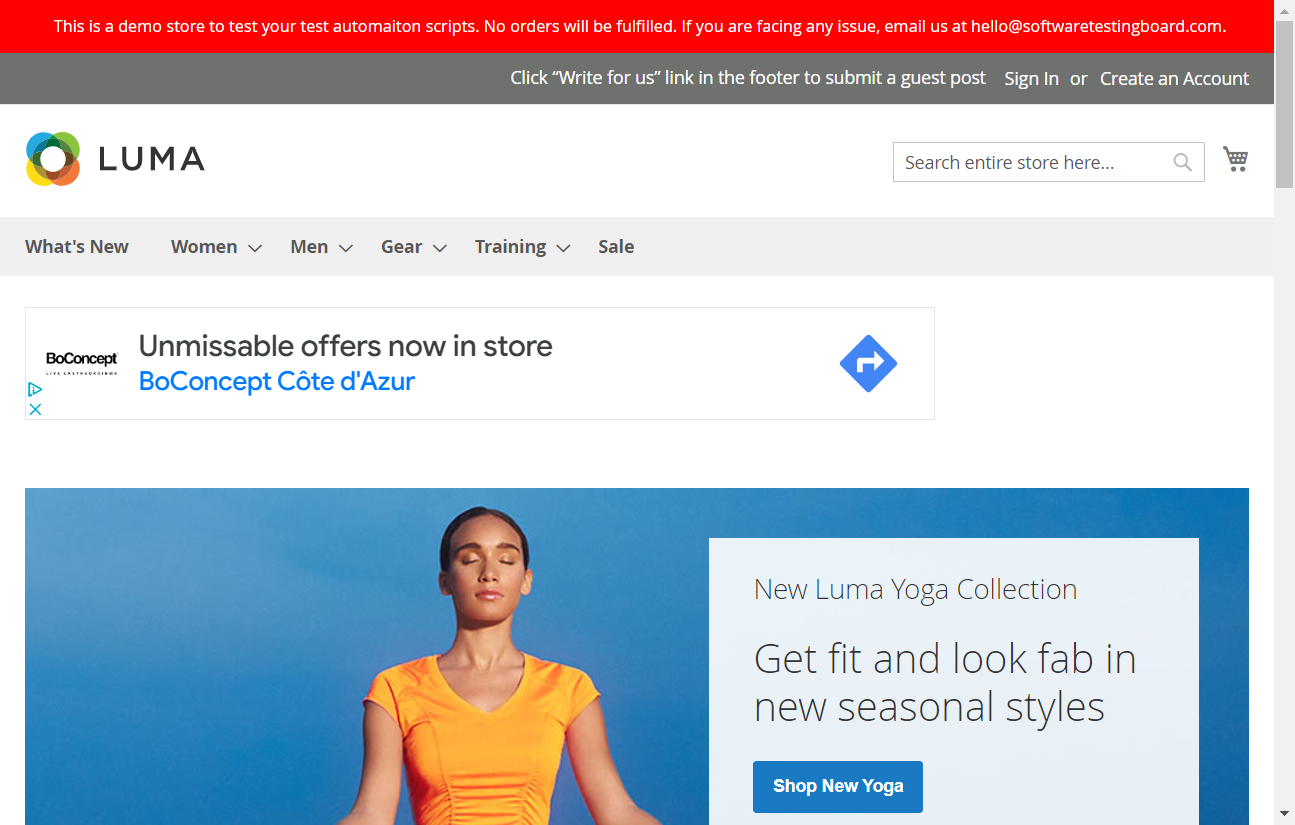 This is a demo store to test your test automaiton scripts. No orders will be fulfilled. If you are facing any issue, email us at hello@softwaretestingboard.com.
Click “Write for us” link in the footer to submit a guest post Sign In or Create an Account
LUMA
Search entire store here...
What's New Women Men Gear Training Sale
Unmissable offers now in store
BoConcept
BoConcept Côte d'Azur
New Luma Yoga Collection
Get fit and look fab in
new seasonal styles
Shop New Yoga